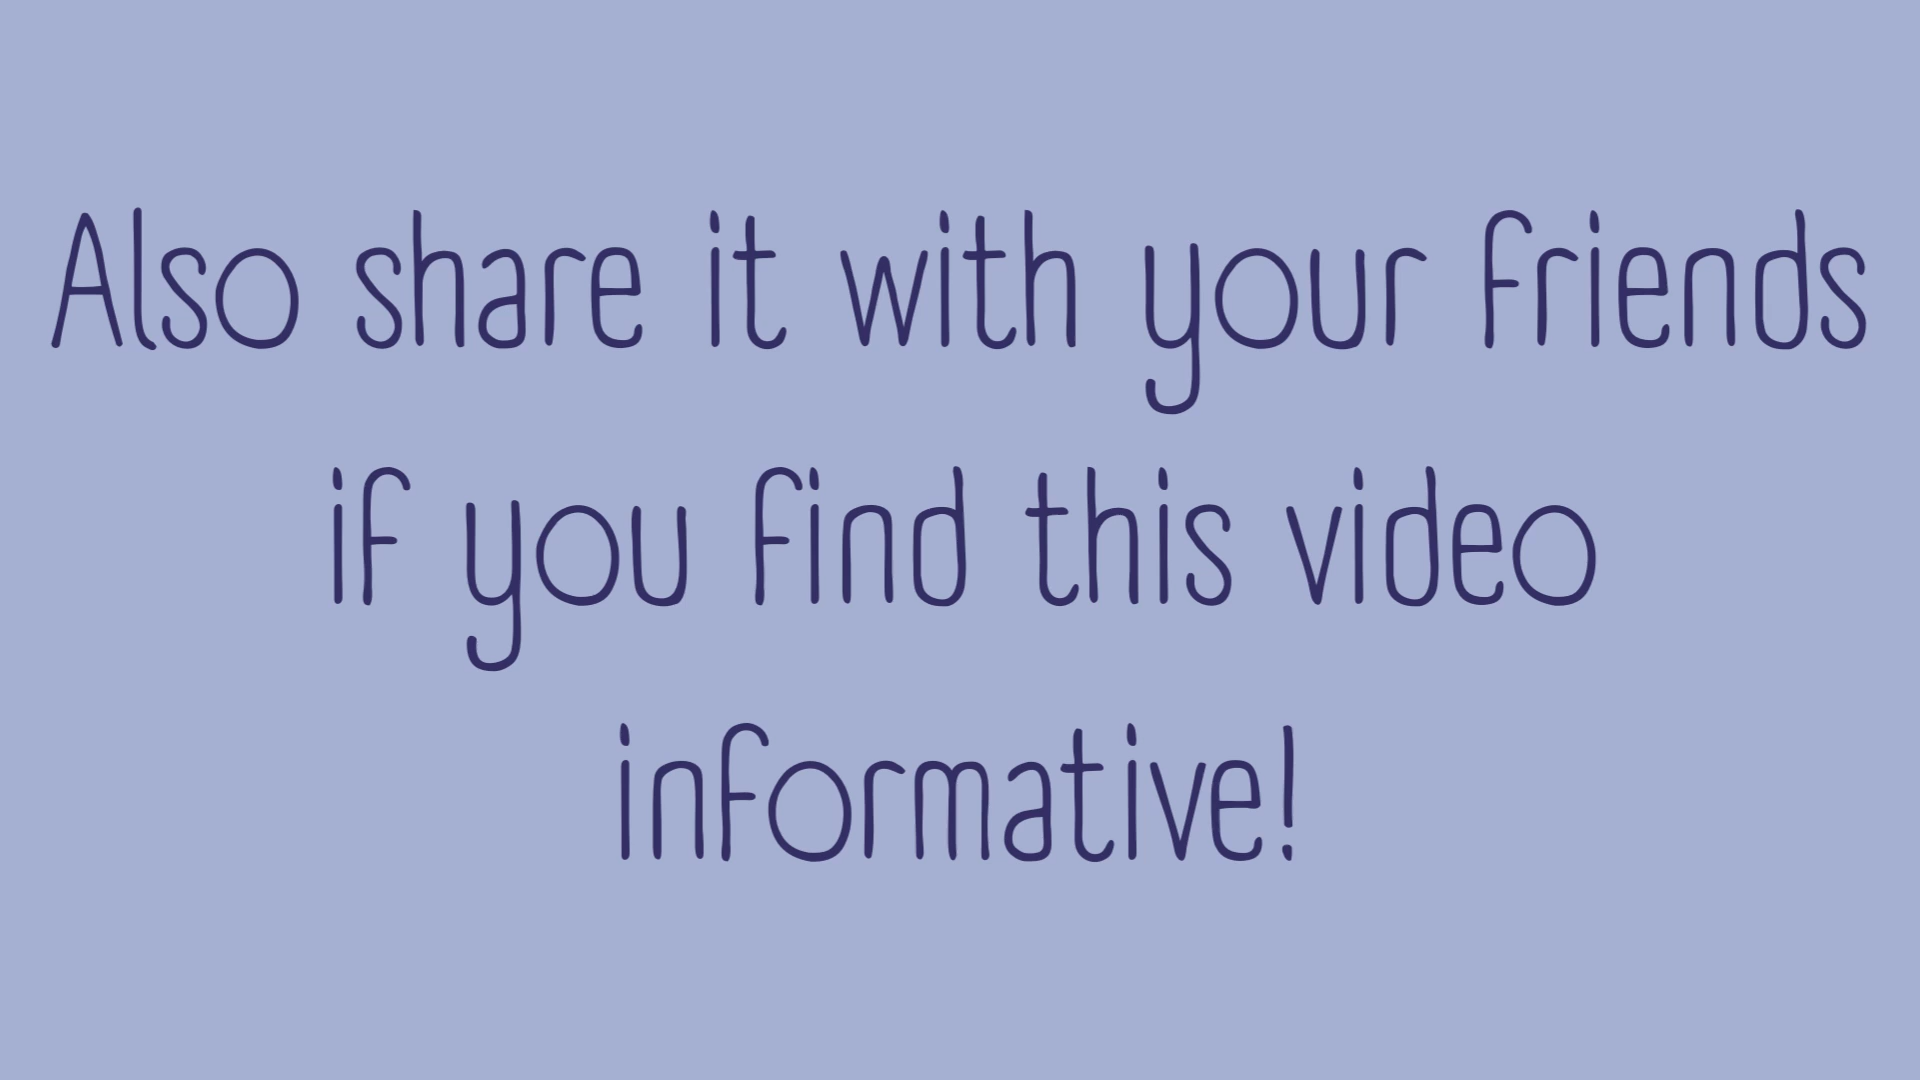 Also share it with your friends
if you find this video
informative!